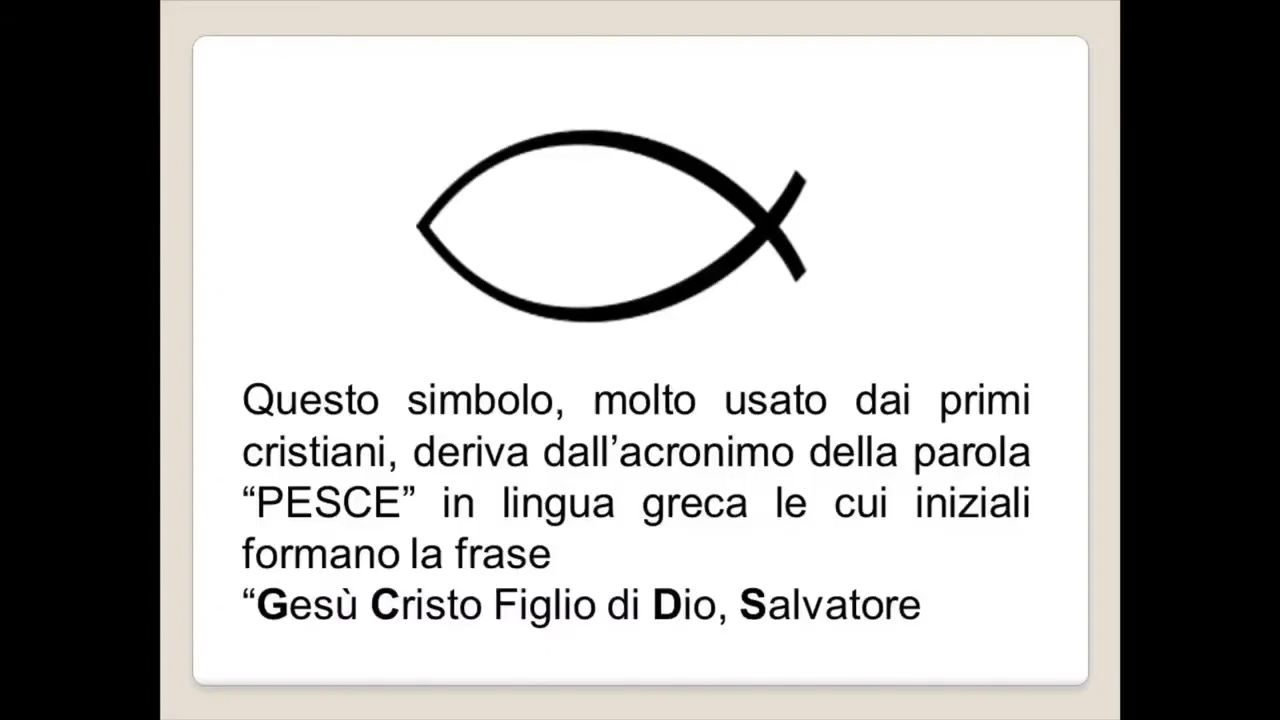 Questo simbolo, molto usato dai primi
cristiani, deriva dall’acronimo della parola
“PESCE” in lingua greca le cui iniziali
formano la frase
“Gesù Cristo Figlio di Dio, Salvatore